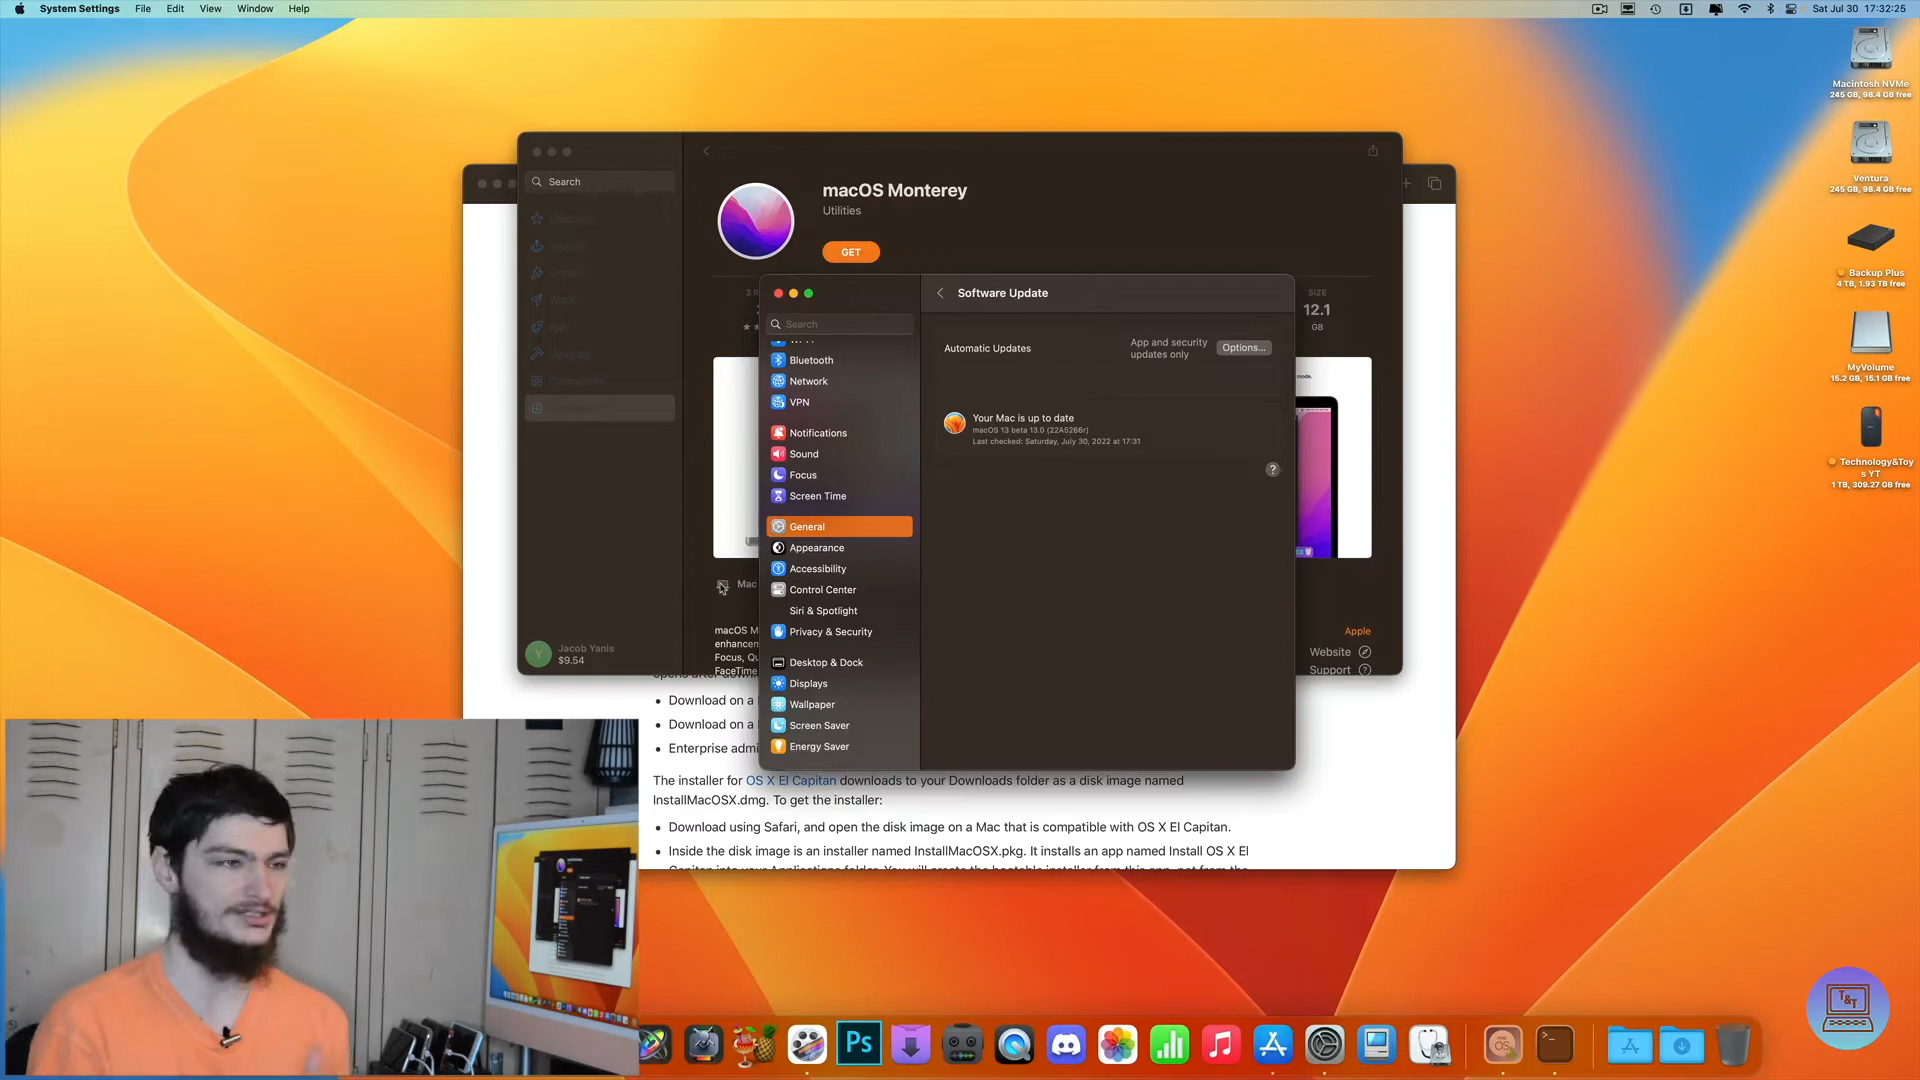 System Settings File Edit View Window Help
Sat Jul 30 17:32:25
Macintosh NVMe
245 GB, 98.4 GB free
Ventura
245 GB, 98.4 GB free
Backup Plus
4 TB, 1.93 TB free
MyVolume
15.2 GB, 15.1 GB free
Technology&Toy
s YT
1 TB, 309.27 GB free
Search
macOS Monterey
Utilities
GET
SIZE
12.1
GB
mode.
Mac
macOS M
enhancem
Focus, Qu
FaceTime
Apple
Website
Support
Y
Jacob Yanis
$9.54
Search
Bluetooth
Network
VPN
Notifications
Sound
Focus
Screen Time
General
Appearance
Accessibility
Control Center
Siri & Spotlight
Privacy & Security
Desktop & Dock
Displays
Wallpaper
Screen Saver
Energy Saver
Software Update
Automatic Updates
App and security
updates only
Options...
Your Mac is up to date
macOS 13 beta 13.0 (22A5266r)
Last checked: Saturday, July 30, 2022 at 17:31
?
Download on a
Download on a
Enterprise admi
The installer for OS X El Capitan downloads to your Downloads folder as a disk image named
InstallMacOSX.dmg. To get the installer:
Download using Safari, and open the disk image on a Mac that is compatible with OS X El Capitan.
Inside the disk image is an installer named InstallMacOSX.pkg. It installs an app named Install OS X El
Ps
T&T